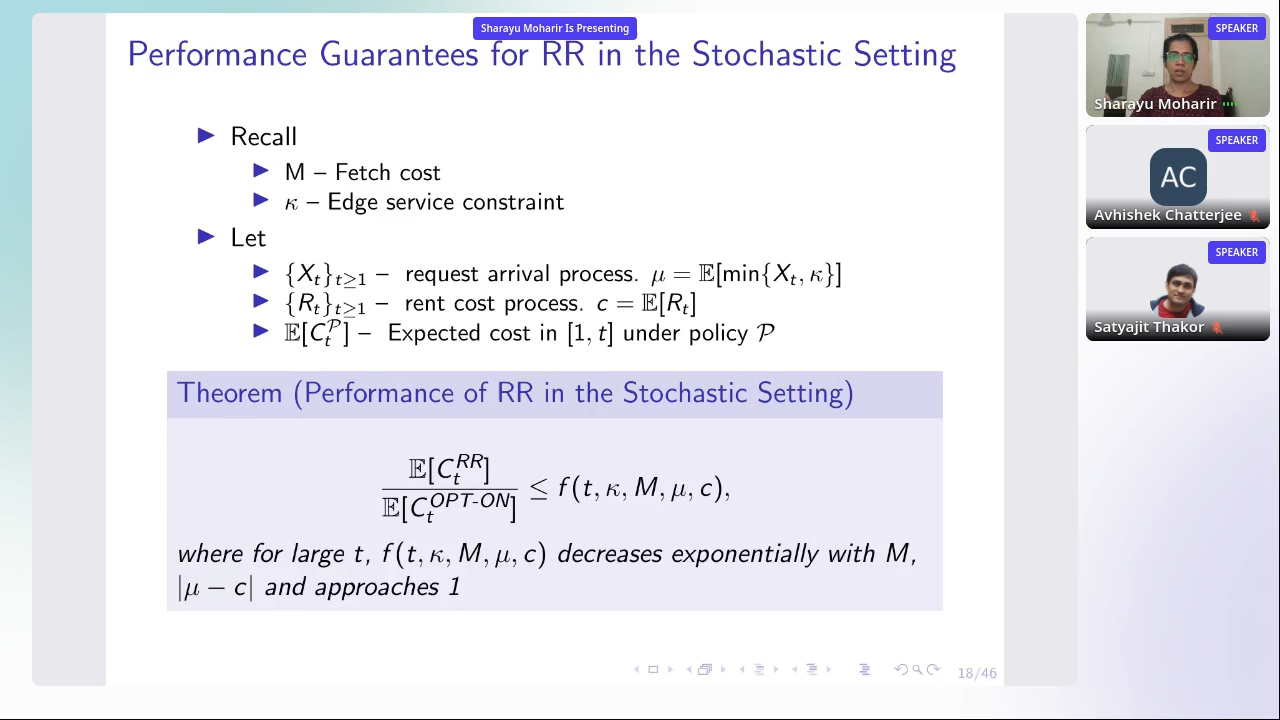 Sharayu Moharir Is Presenting
Performance Guarantees for RR in the Stochastic Setting
▶ Recall
▶ M – Fetch cost
▶ κ – Edge service constraint
▶ Let
▶ {X_t}_{t≥1} – request arrival process. μ = 𝔼[min{X_t, κ}]
▶ {R_t}_{t≥1} – rent cost process. c = 𝔼[R_t]
▶ 𝔼[C_t^𝒫] – Expected cost in [1, t] under policy 𝒫
Theorem (Performance of RR in the Stochastic Setting)
𝔼[C_t^{RR}] / 𝔼[C_t^{OPT-ON}] ≤ f(t, κ, M, μ, c),
where for large t, f(t, κ, M, μ, c) decreases exponentially with M,
|μ − c| and approaches 1
18/46
SPEAKER
Sharayu Moharir
SPEAKER
AC
Avhishek Chatterjee
SPEAKER
Satyajit Thakor